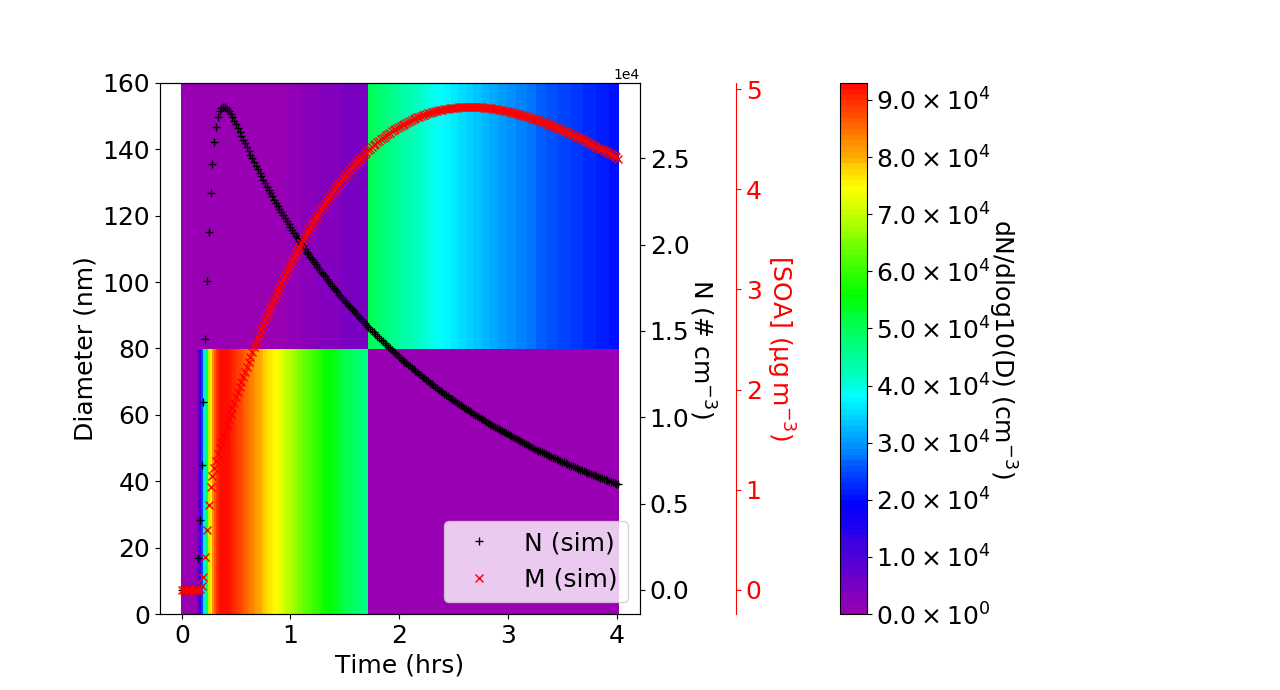 1e4
160
140
120
100
80
60
40
20
0
Diameter (nm)
0
1
2
3
4
Time (hrs)
2.5
2.0
1.5
1.0
0.5
0.0
N (# cm⁻³)
5
4
3
2
1
0
[SOA] (µg m⁻³)
9.0 × 10⁴
8.0 × 10⁴
7.0 × 10⁴
6.0 × 10⁴
5.0 × 10⁴
4.0 × 10⁴
3.0 × 10⁴
2.0 × 10⁴
1.0 × 10⁴
0.0 × 10⁰
dN/dlog10(D) (cm⁻³)
N (sim)
M (sim)